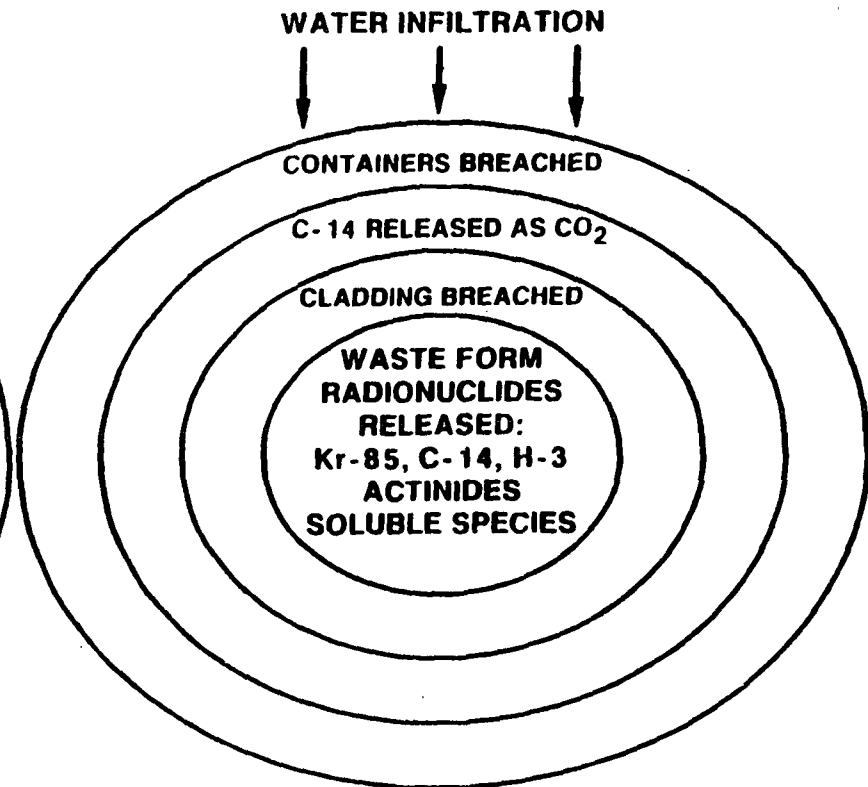 WATER INFILTRATION
CONTAINERS BREACHED
C-14 RELEASED AS CO₂
CLADDING BREACHED
WASTE FORM
RADIONUCLIDES
RELEASED:
Kr-85, C-14, H-3
ACTINIDES
SOLUBLE SPECIES